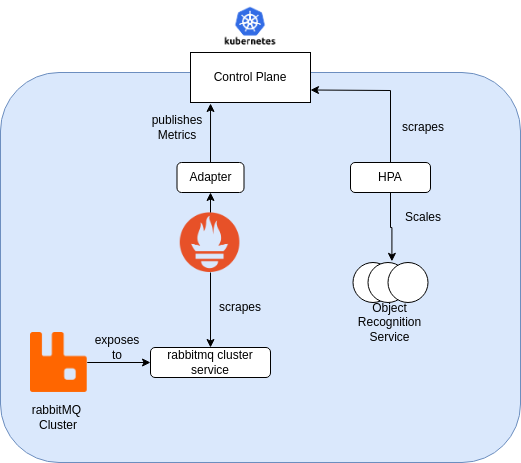 kubernetes
Control Plane
publishes
Metrics
scrapes
Adapter
HPA
Scales
scrapes
Object
Recognition
Service
exposes
to
rabbitmq cluster
service
rabbitMQ
Cluster